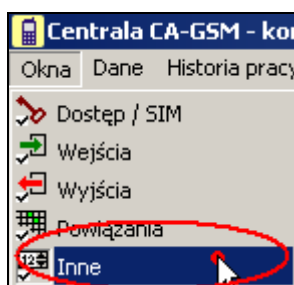 Centrala CA-GSM - ko
Okna Dane Historia pracy
Dostęp / SIM
Wejścia
Wyjścia
Powiązania
Inne